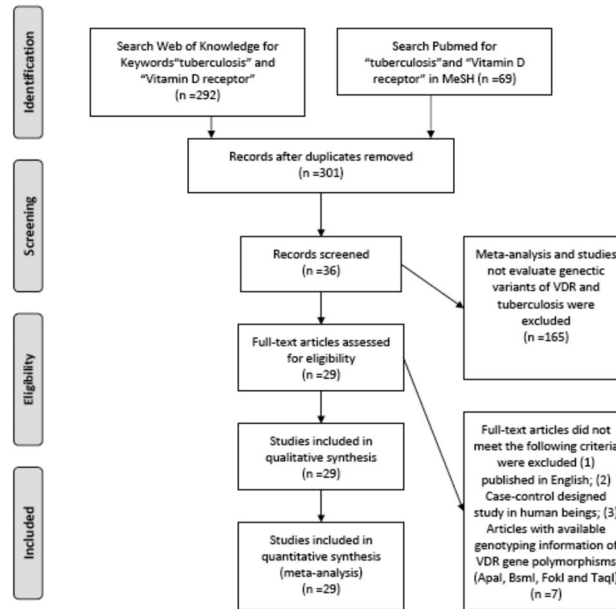 Identification
Search Web of Knowledge for
Keywords“tuberculosis” and
“Vitamin D receptor”
(n =292)
Search Pubmed for
“tuberculosis”and “Vitamin D
receptor” in MeSH (n =69)
Records after duplicates removed
(n =301)
Screening
Records screened
(n =36)
Meta-analysis and studies
not evaluate genectic
variants of VDR and
tuberculosis were
excluded
(n =165)
Eligibility
Full-text articles assessed
for eligibility
(n =29)
Full-text articles did not
meet the following criteria
were excluded (1)
published in English; (2)
Case-control designed
study in human beings; (3)
Articles with available
genotyping information of
VDR gene polymorphisms
(ApaI, BsmI, FokI and TaqI)
(n =7)
Studies included in
qualitative synthesis
(n =29)
Included
Studies included in
quantitative synthesis
(meta-analysis)
(n =29)